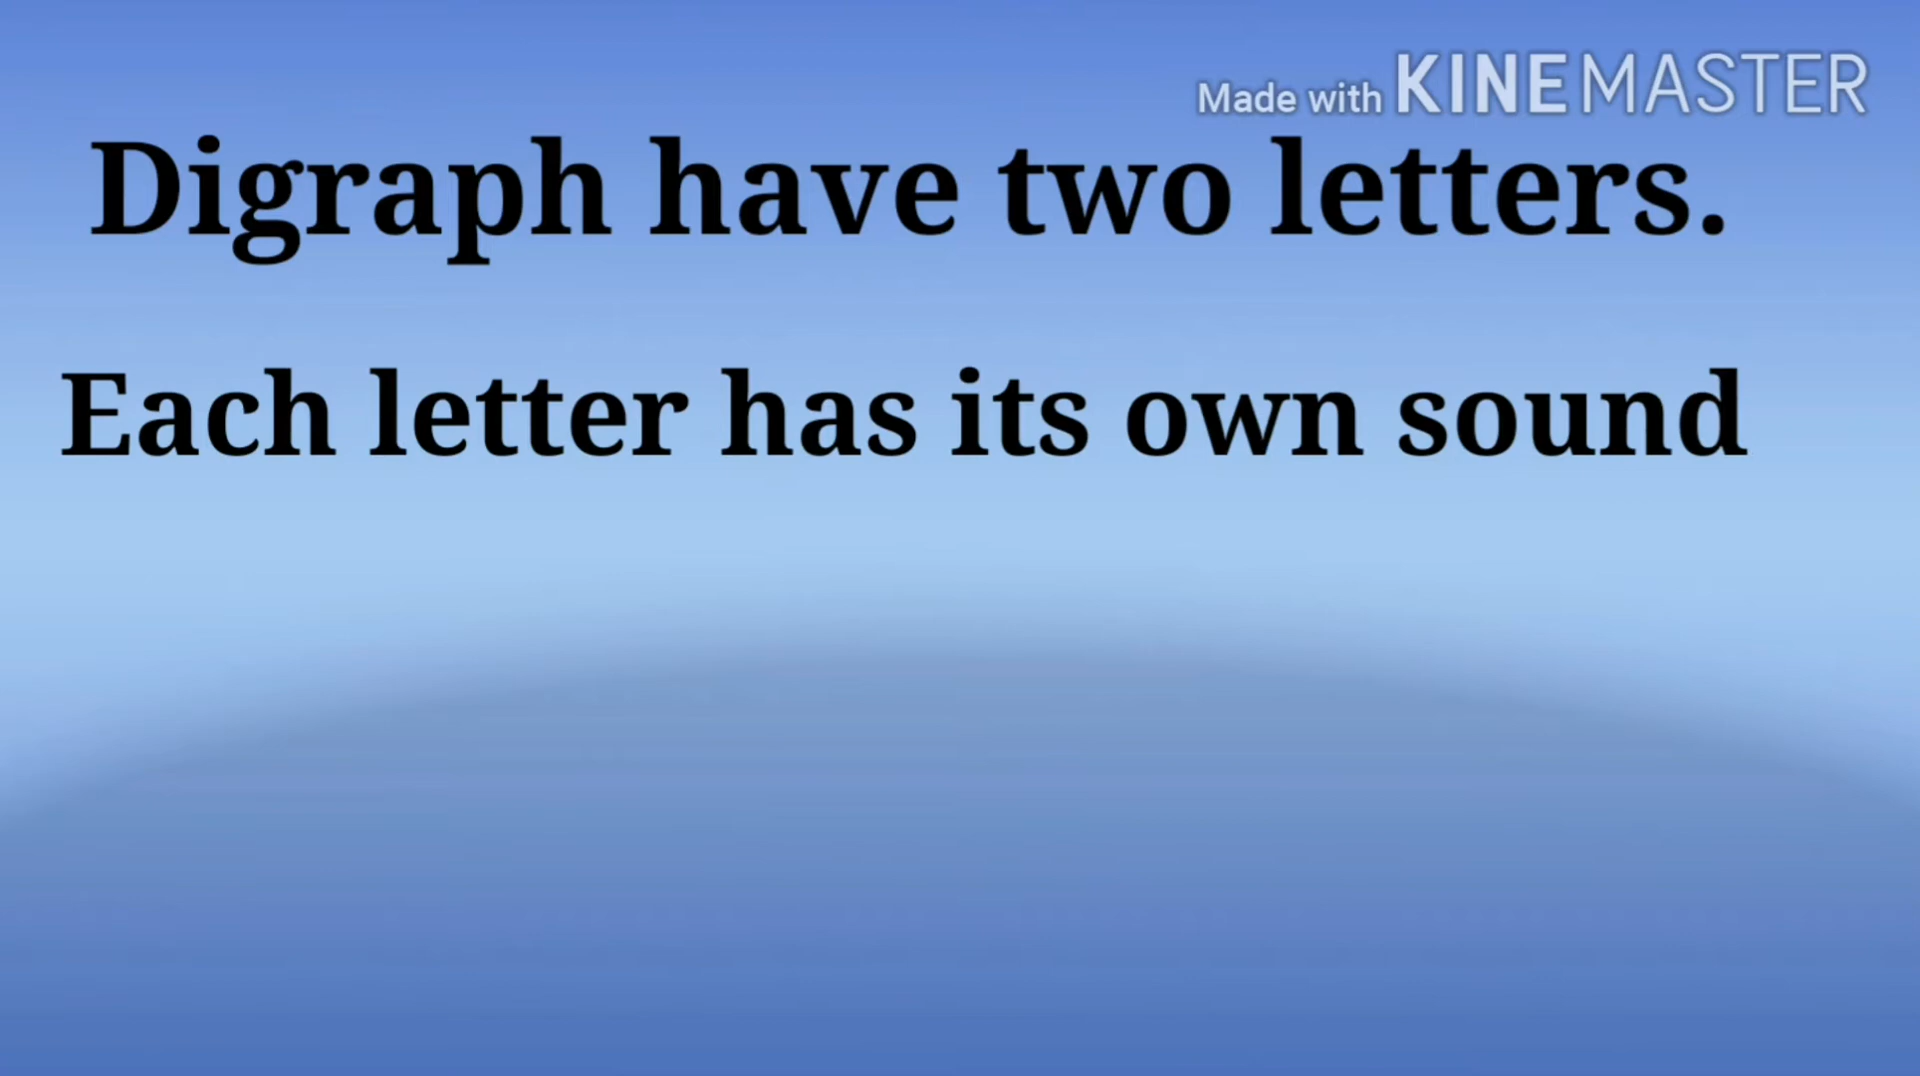 Made with KINEMASTER
Digraph have two letters.
Each letter has its own sound